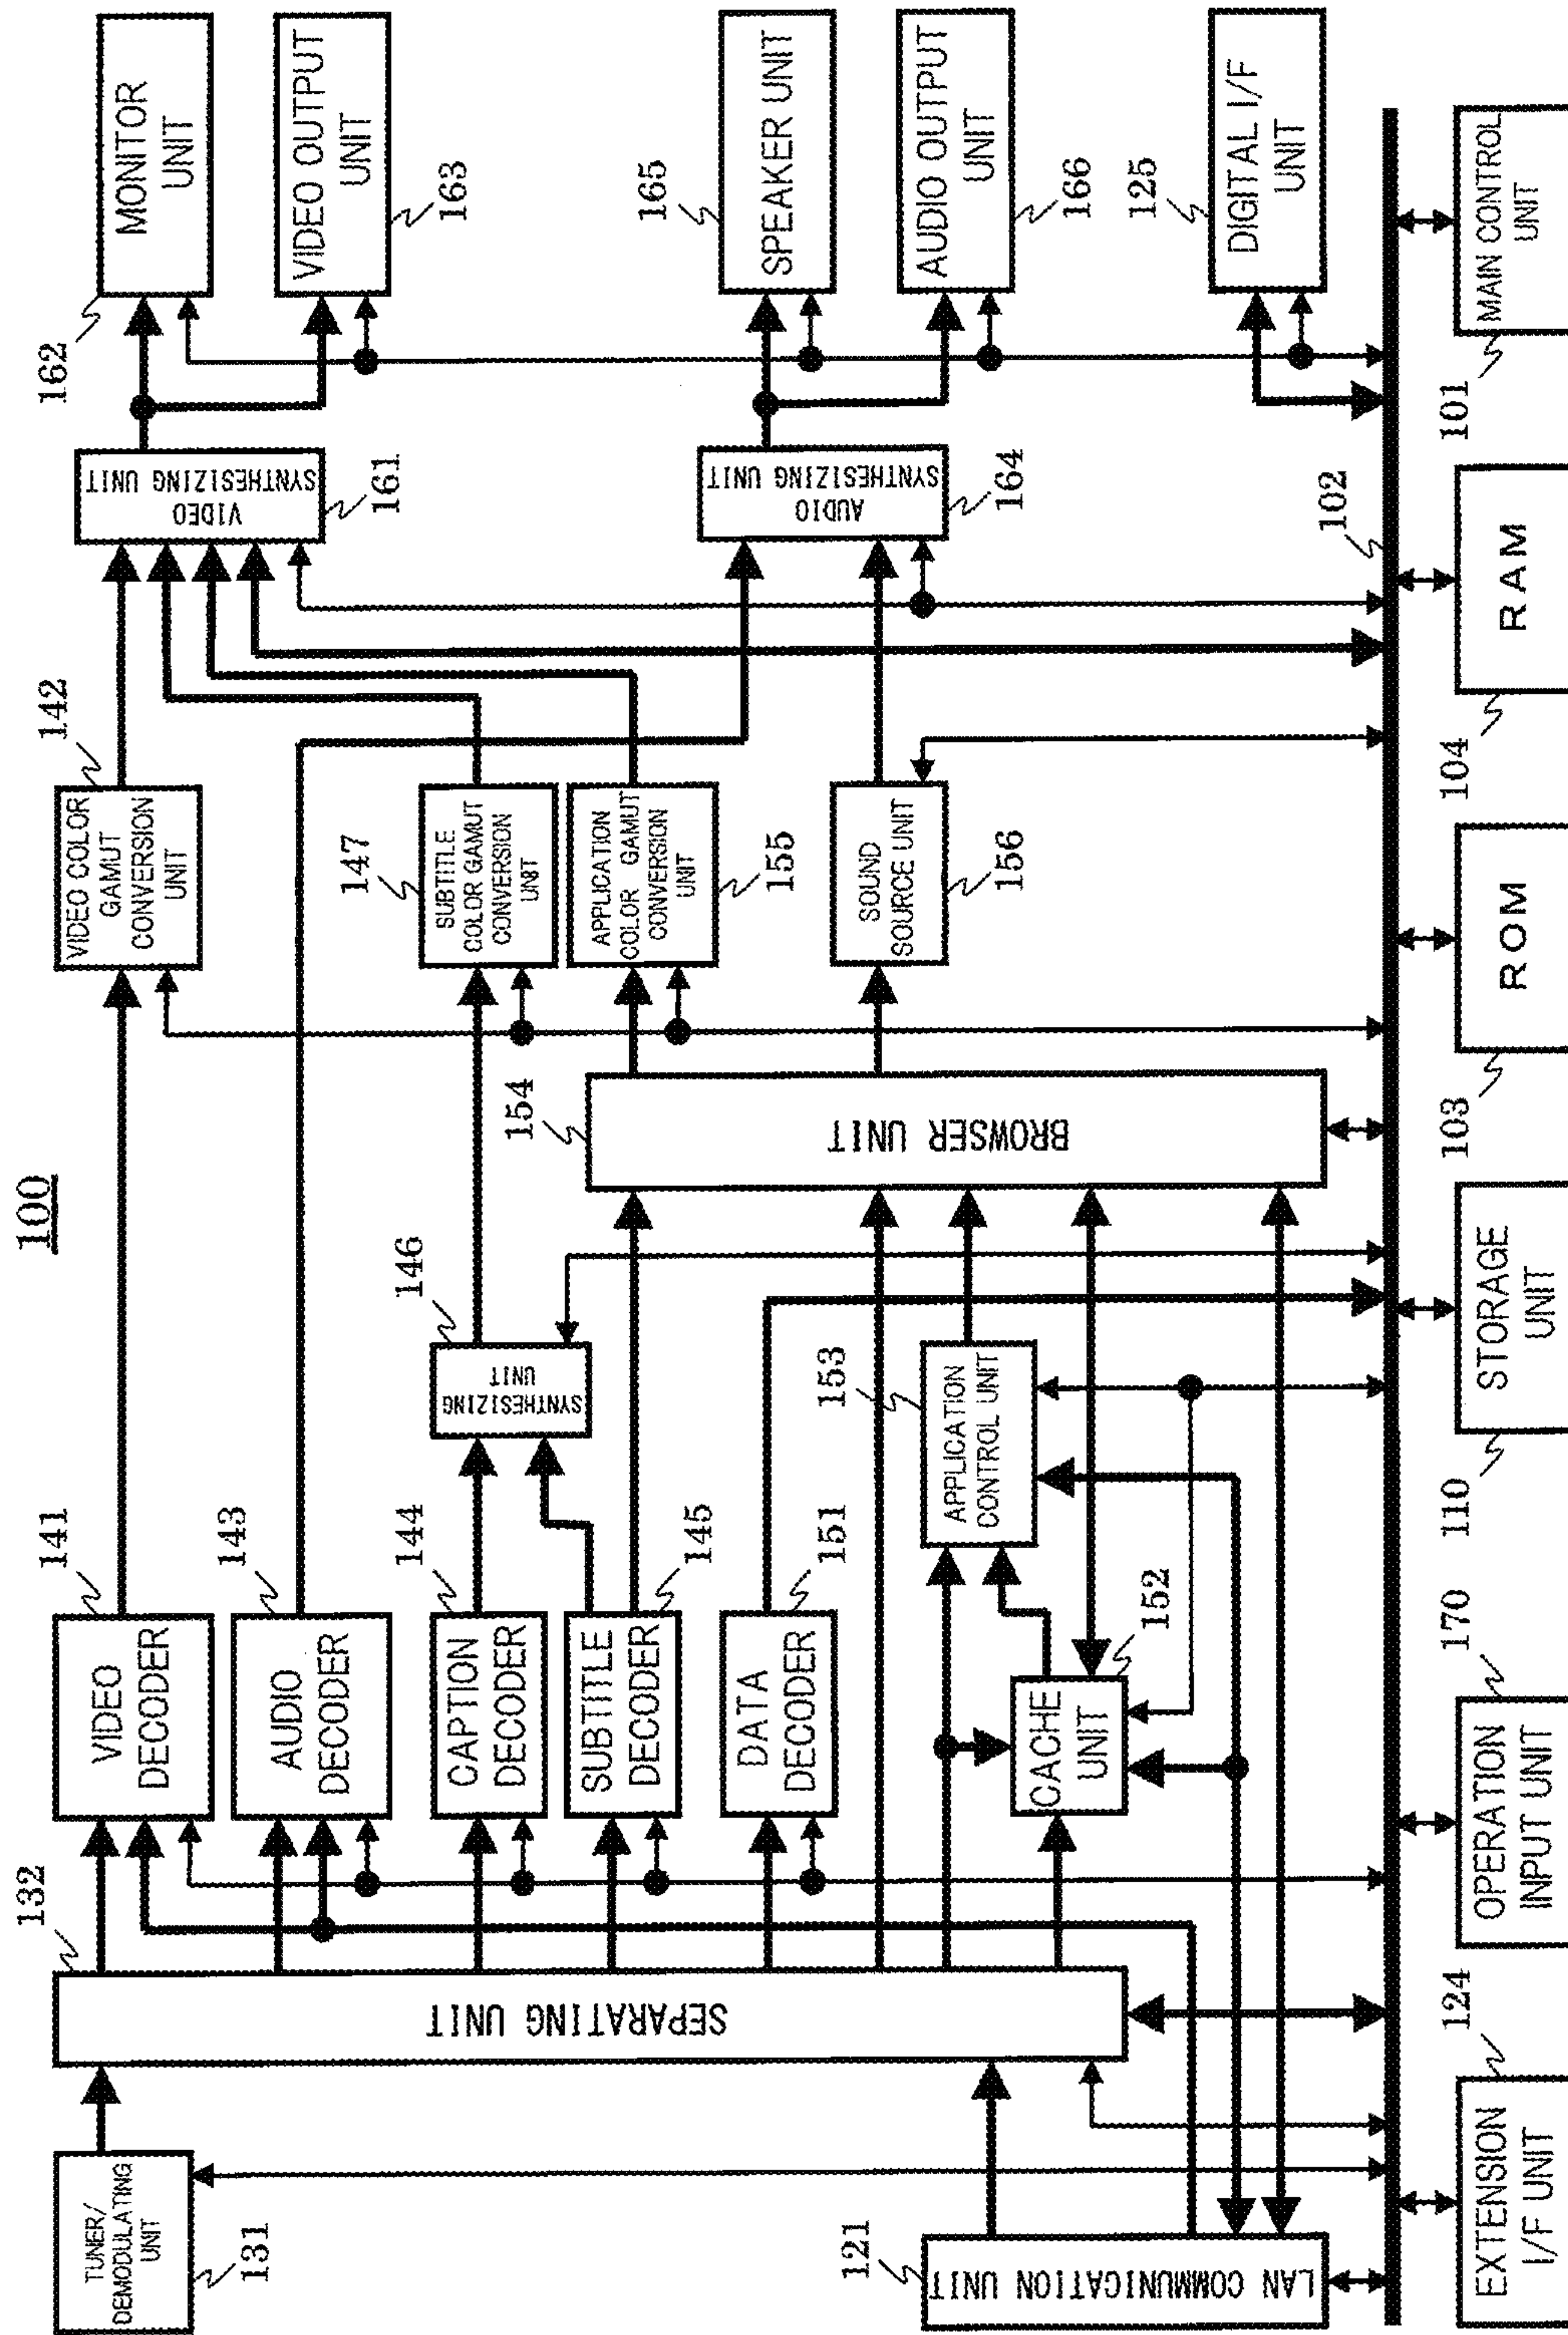 100
TUNER/
DEMODULATING
UNIT
131
LAN COMMUNICATION UNIT
121
SEPARATING UNIT
132
VIDEO
DECODER
141
AUDIO
DECODER
143
CAPTION
DECODER
144
SUBTITLE
DECODER
145
DATA
DECODER
151
CACHE
UNIT
152
SYNTHESIZING
UNIT
146
APPLICATION
CONTROL UNIT
153
BROWSER UNIT
154
VIDEO COLOR
GAMUT
CONVERSION
UNIT
142
SUBTITLE
COLOR GAMUT
CONVERSION
UNIT
147
APPLICATION
COLOR GAMUT
CONVERSION
UNIT
155
SOUND
SOURCE UNIT
156
VIDEO
SYNTHESIZING UNIT
161
AUDIO
SYNTHESIZING UNIT
164
MONITOR
UNIT
162
VIDEO OUTPUT
UNIT
163
SPEAKER UNIT
165
AUDIO OUTPUT
UNIT
166
DIGITAL I/F
UNIT
125
102
EXTENSION
I/F UNIT
124
OPERATION
INPUT UNIT
170
STORAGE
UNIT
110
ROM
103
RAM
104
MAIN CONTROL
UNIT
101